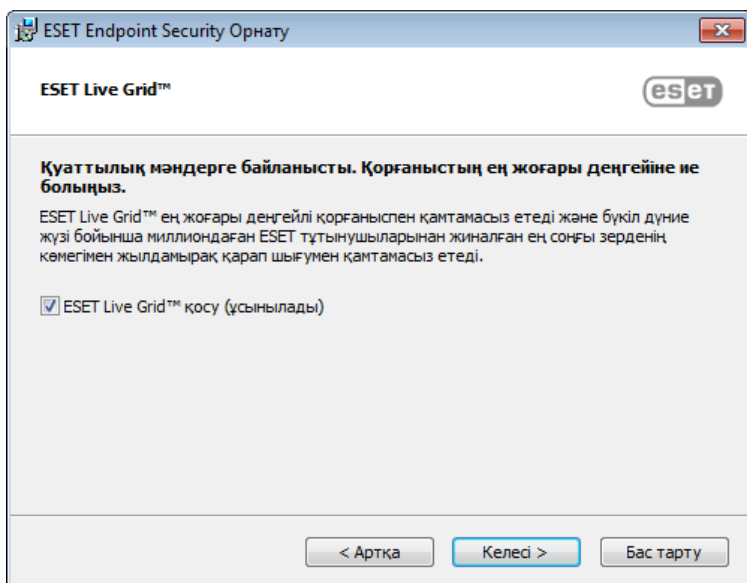 ESET Endpoint Security Орнату
ESET Live Grid™
eset
Қуаттылық мәндерге байланысты. Қорғаныстың ең жоғары деңгейіне ие
болыңыз.
ESET Live Grid™ ең жоғары деңгейлі қорғаныспен қамтамасыз етеді және бүкіл дүние
жүзі бойынша миллиондаған ESET тұтынушыларынан жиналған ең соңғы зерденің
көмегімен жылдамырақ қарап шығумен қамтамасыз етеді.
ESET Live Grid™ қосу (ұсынылады)
< Артқа
Келесі >
Бас тарту